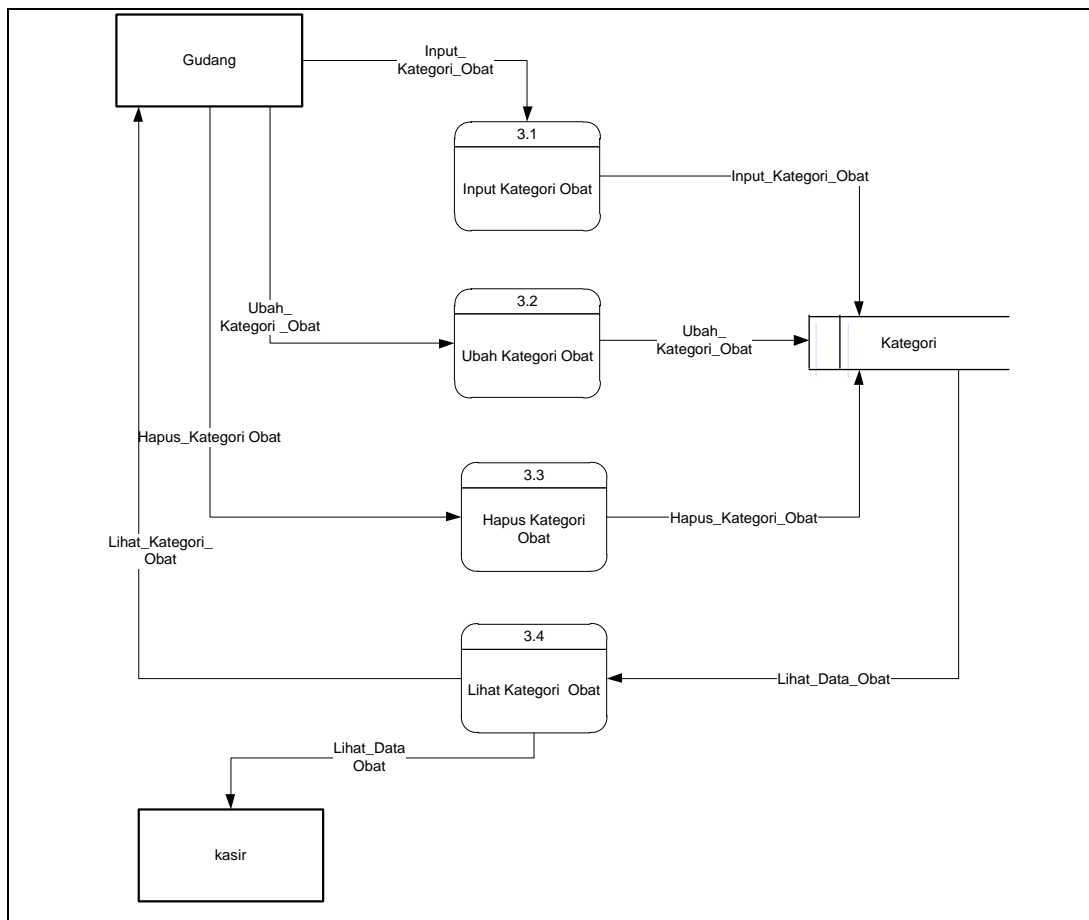 Gudang
Input_
Kategori_Obat
3.1
Input Kategori Obat
Input_Kategori_Obat
3.2
Ubah Kategori Obat
Ubah_
Kategori _Obat
Ubah_
Kategori_Obat
Kategori
Hapus_Kategori Obat
3.3
Hapus Kategori
Obat
Hapus_Kategori_Obat
Lihat_Kategori_
Obat
3.4
Lihat Kategori  Obat
Lihat_Data_Obat
Lihat_Data
Obat
kasir